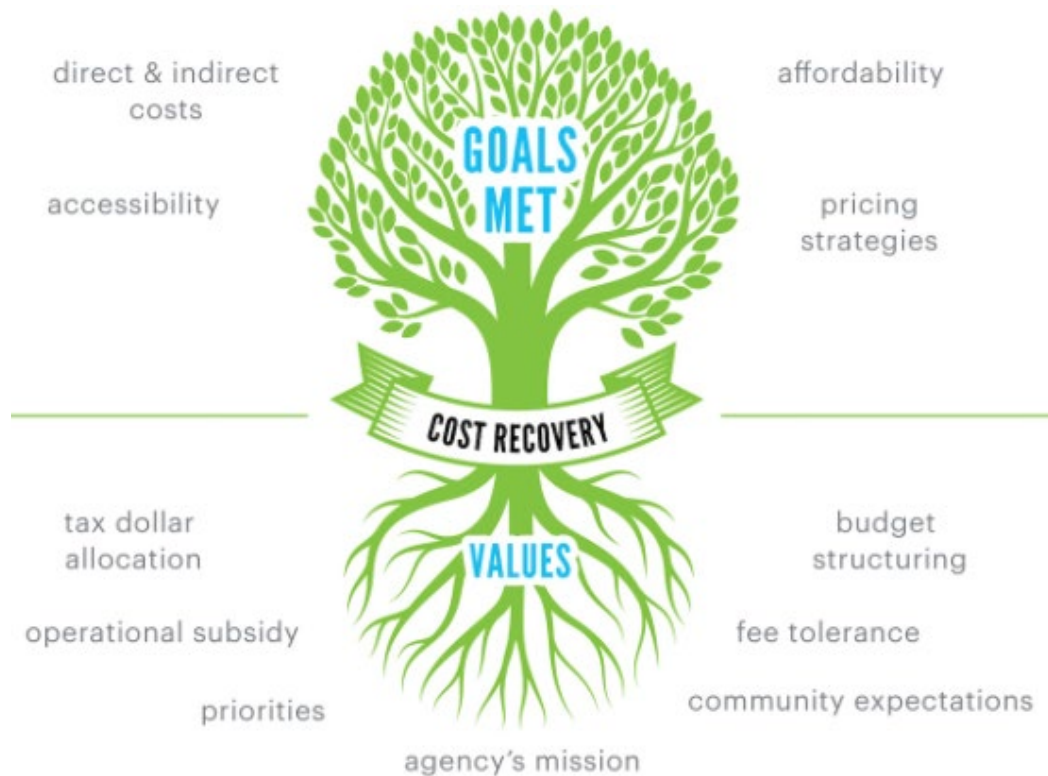 direct & indirect
costs
affordability
GOALS
MET
accessibility
pricing
strategies
COST RECOVERY
tax dollar
allocation
budget
structuring
VALUES
operational subsidy
fee tolerance
priorities
community expectations
agency's mission